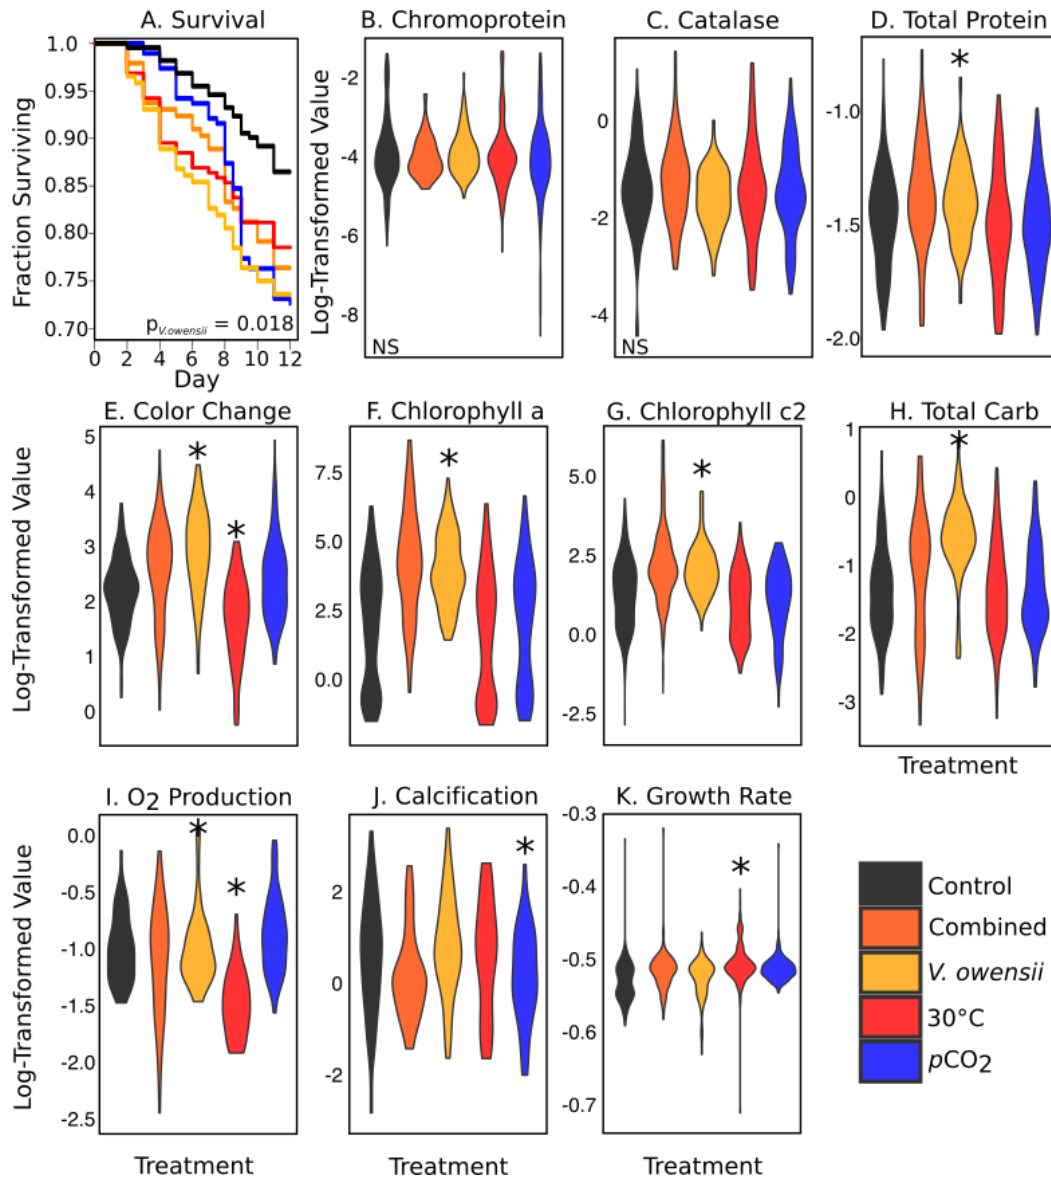 A. Survival
B. Chromoprotein
C. Catalase
D. Total Protein
Fraction Surviving
1.0
0.95
0.90
0.85
0.80
0.75
0.70
p V.owensii = 0.018
0 2 4 6 8 10 12
Day
Log-Transformed Value
-2
-4
-6
-8
NS
0
-2
-4
NS
*
-1.0
-1.5
-2.0
E. Color Change
F. Chlorophyll a
G. Chlorophyll c2
H. Total Carb
Log-Transformed Value
5
4
3
2
1
0
*
*
7.5
5.0
2.5
0.0
*
5.0
2.5
0.0
-2.5
*
1
0
-1
-2
-3
*
Treatment
I. O2 Production
J. Calcification
K. Growth Rate
Log-Transformed Value
0.0
-0.5
-1.0
-1.5
-2.0
-2.5
*
*
2
0
-2
*
-0.3
-0.4
-0.5
-0.6
-0.7
*
Treatment
Treatment
Treatment
Control
Combined
V. owensii
30°C
pCO2